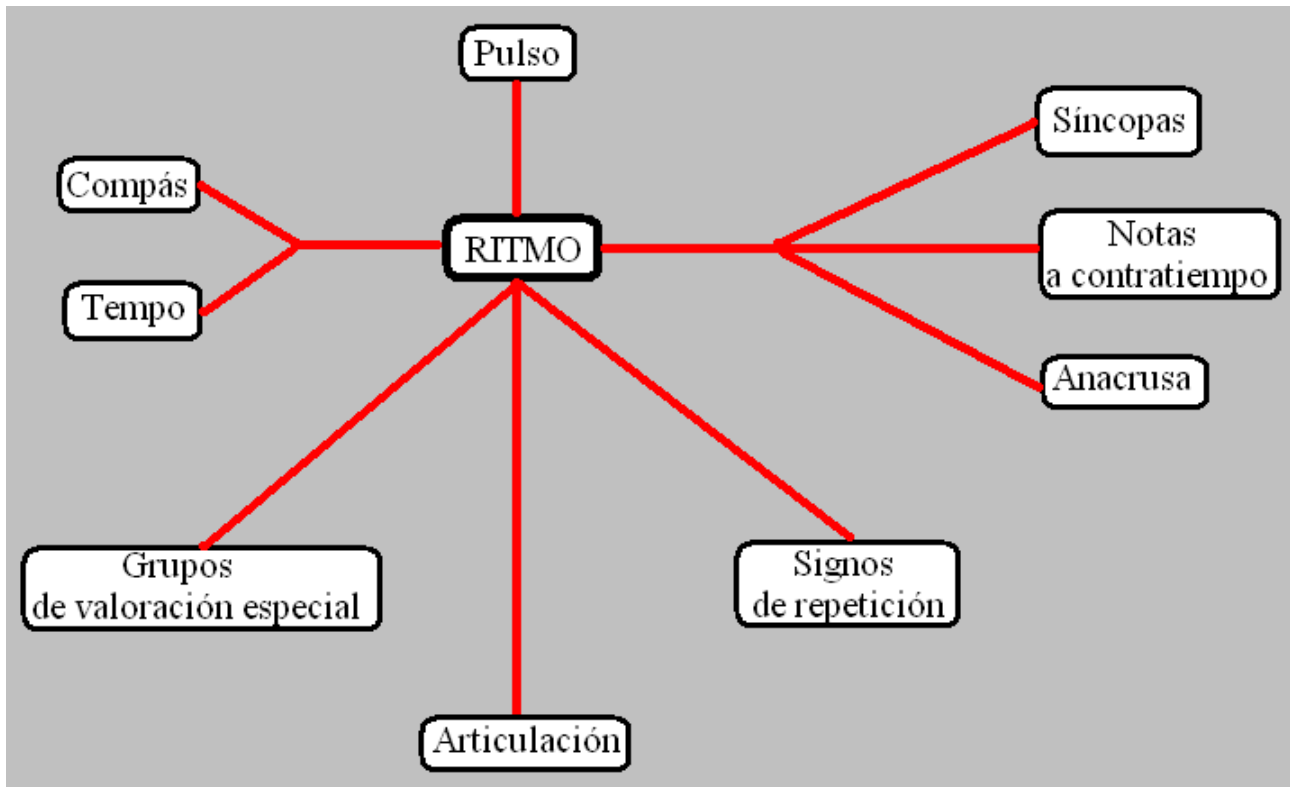 Pulso
Síncopas
Compás
Notas
a contratiempo
RITMO
Tempo
Anacrusa
Grupos
de valoración especial
Signos
de repetición
Articulación